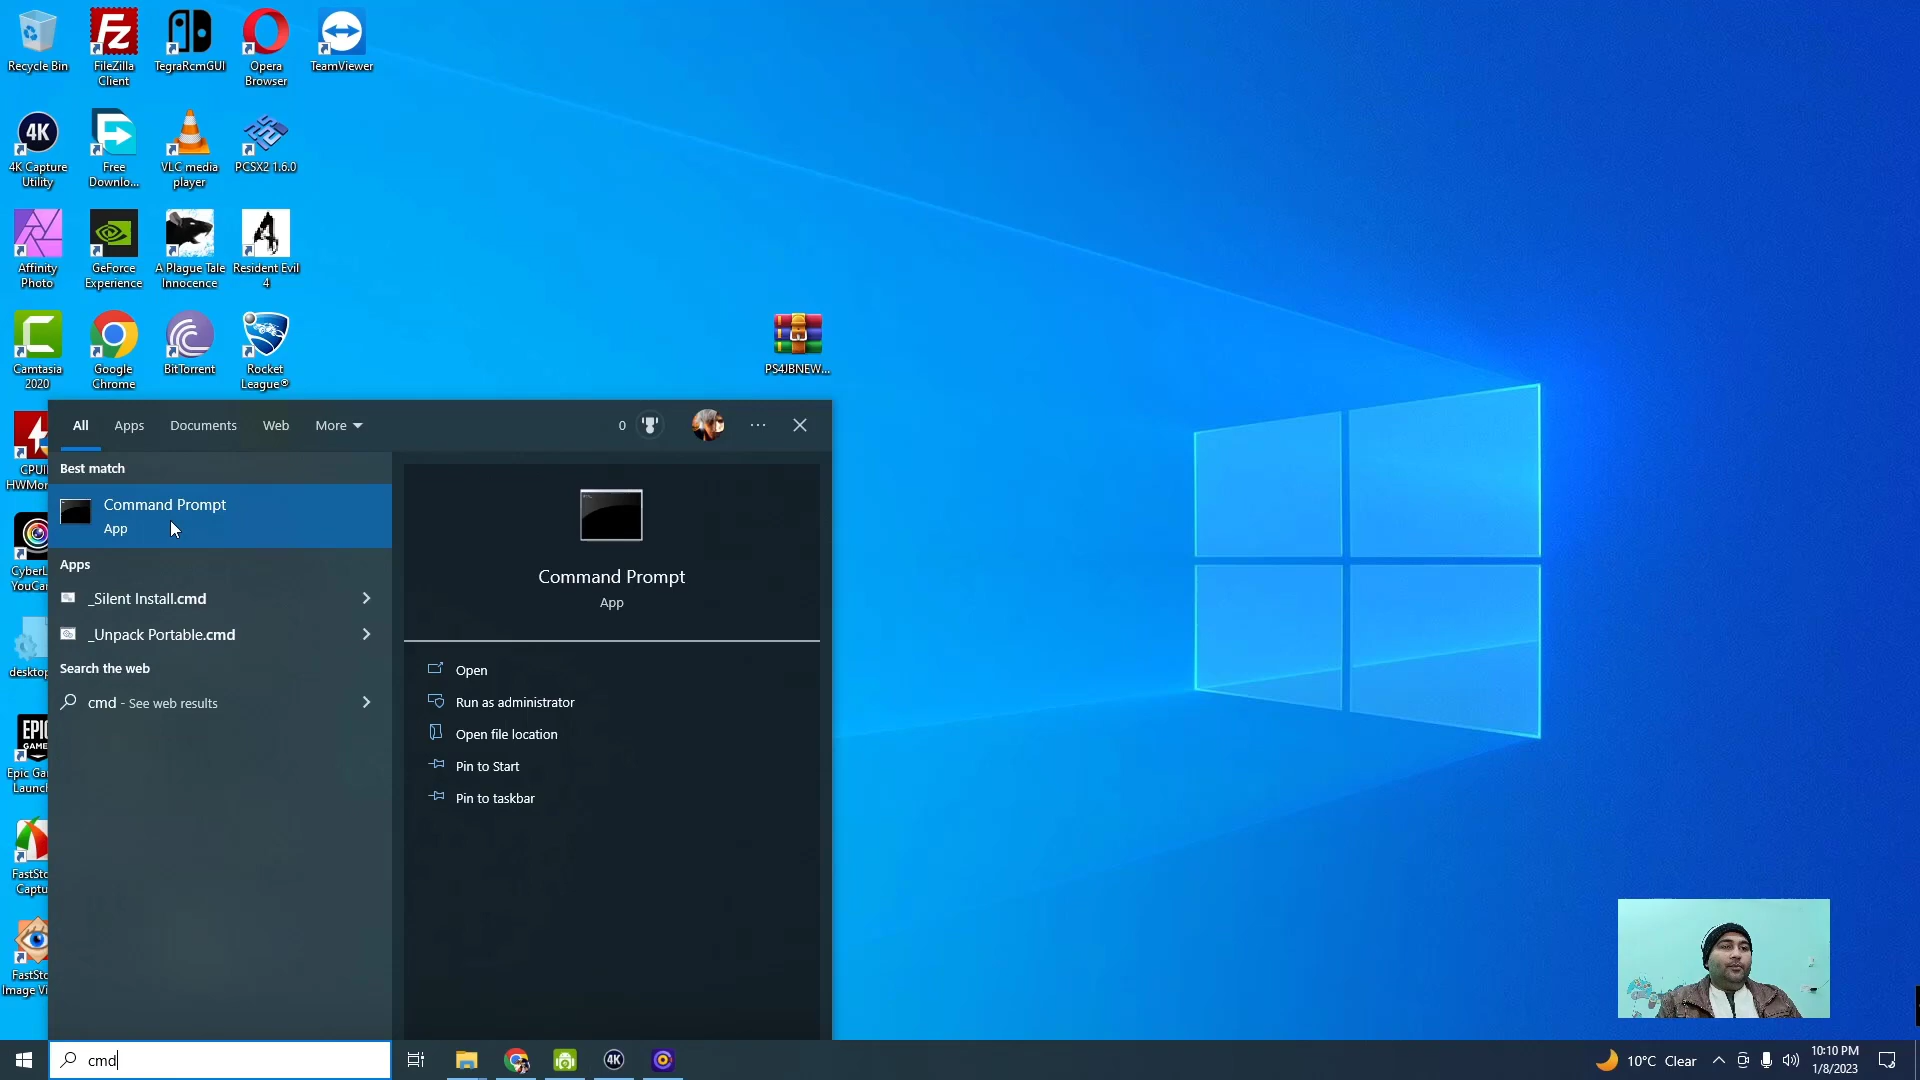 Recycle Bin
FileZilla
Client
TegraRcmGUI
Opera
Browser
TeamViewer
4K Capture
Utility
Free
Downlo...
VLC media
player
PCSX2 1.6.0
Affinity
Photo
GeForce
Experience
A Plague Tale
Innocence
Resident Evil
4
Camtasia
2020
Google
Chrome
BitTorrent
Rocket
League®
PS4JBNEW...
All
Apps
Documents
Web
More
0
Best match
Command Prompt
App
Apps
_Silent Install.cmd
_Unpack Portable.cmd
Search the web
cmd - See web results
Command Prompt
App
Open
Run as administrator
Open file location
Pin to Start
Pin to taskbar
cmd
4K
10°C Clear
10:10 PM
1/8/2023